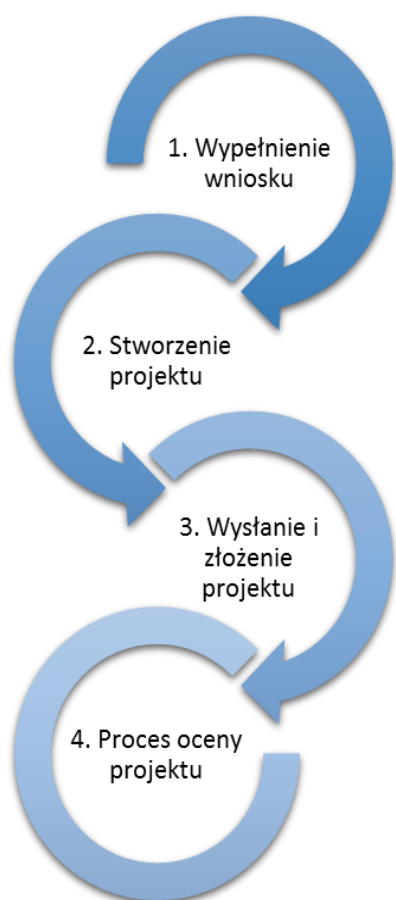 1. Wypełnienie
wniosku
2. Stworzenie
projektu
3. Wysłanie i
złożenie
projektu
4. Proces oceny
projektu